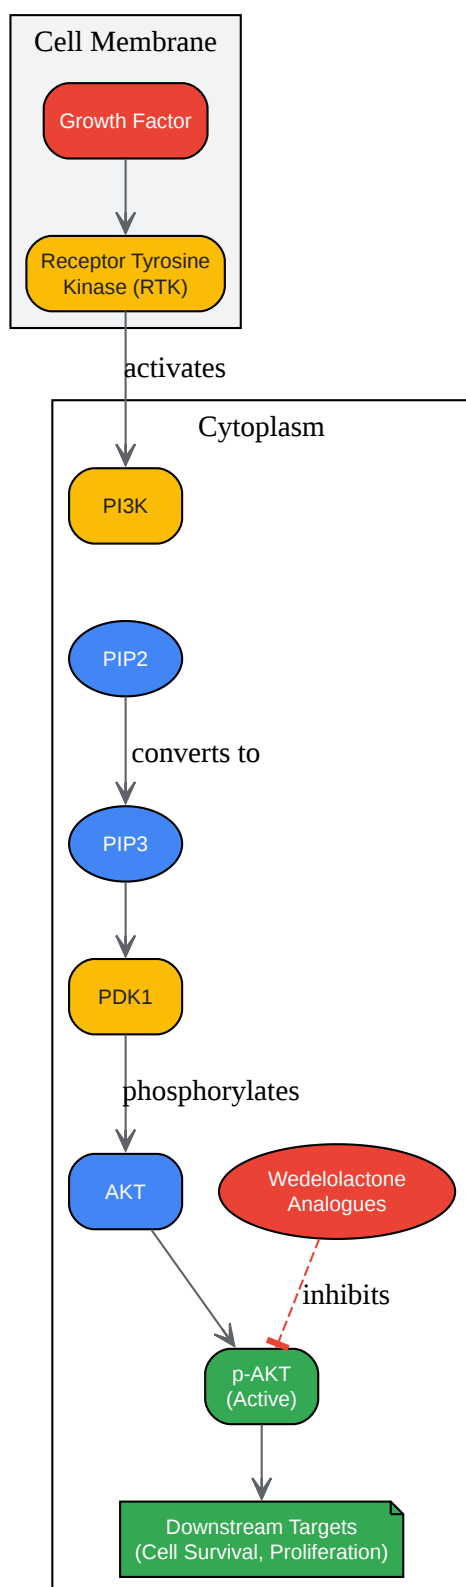 Cell Membrane
Growth Factor
Receptor Tyrosine
Kinase (RTK)
activates
Cytoplasm
PI3K
PIP2
converts to
PIP3
PDK1
phosphorylates
AKT
Wedelolactone
Analogues
inhibits
p-AKT
(Active)
Downstream Targets
(Cell Survival, Proliferation)